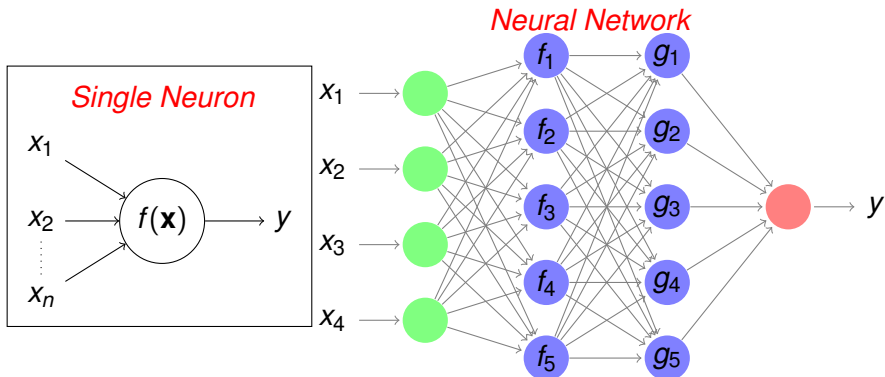 Neural Network
Single Neuron
x₁
x₂
xₙ
f(𝐱)
y
x₁
x₂
x₃
x₄
f₁
f₂
f₃
f₄
f₅
g₁
g₂
g₃
g₄
g₅
y